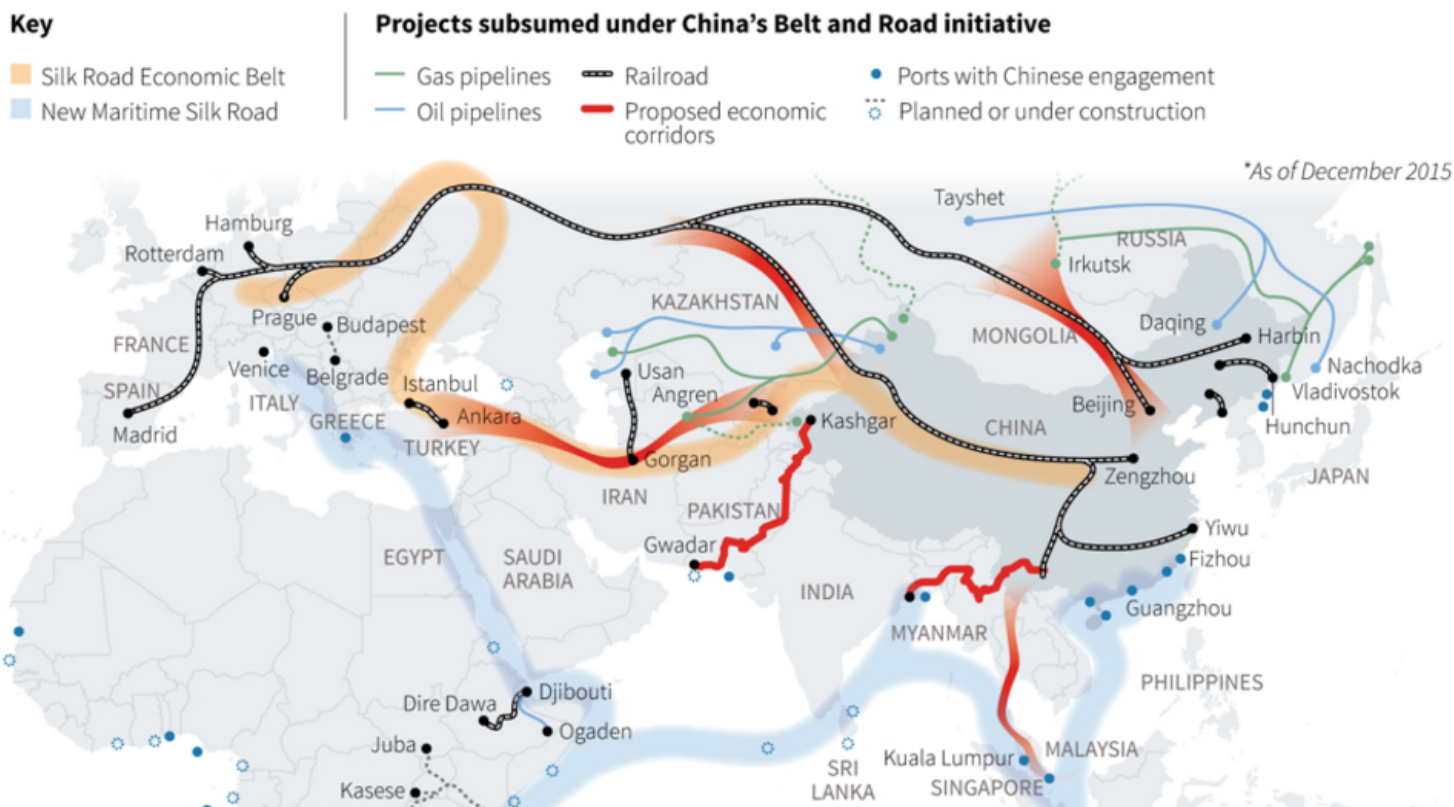 Key
Projects subsumed under China's Belt and Road initiative
Silk Road Economic Belt
New Maritime Silk Road
Gas pipelines
Oil pipelines
Railroad
Proposed economic
corridors
Ports with Chinese engagement
Planned or under construction
*As of December 2015
Tayshet
Hamburg
Rotterdam
RUSSIA
Irkutsk
KAZAKHSTAN
Prague
Budapest
Daqing
Harbin
MONGOLIA
FRANCE
Venice
Belgrade
Usan
Nachodka
Istanbul
Angren
Vladivostok
SPAIN
ITALY
Ankara
Beijing
GREECE
Kashgar
CHINA
Hunchun
Madrid
TURKEY
Gorgan
Zengzhou
JAPAN
IRAN
PAKISTAN
Yiwu
Gwadar
EGYPT
SAUDI
ARABIA
Fizhou
INDIA
Guangzhou
MYANMAR
PHILIPPINES
Djibouti
Dire Dawa
Ogaden
Juba
MALAYSIA
Kuala Lumpur
SRI
LANKA
SINGAPORE
Kasese